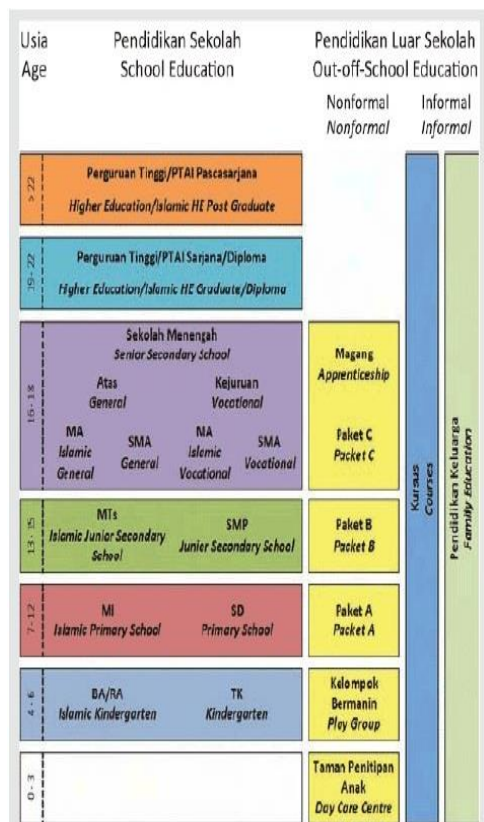 Usia
Age
Pendidikan Sekolah
School Education
Pendidikan Luar Sekolah
Out-off-School Education
Nonformal
Nonformal
Informal
Informal
> 22
Perguruan Tinggi/PTAI Pascasarjana
Higher Education/Islamic HE Post Graduate
19 - 22
Perguruan Tinggi/PTAI Sarjana/Diploma
Higher Education/Islamic HE Graduate/Diploma
16 - 18
Sekolah Menengah
Senior Secondary School
Atas
General
Kejuruan
Vocational
MA
Islamic
General
SMA
General
MA
Islamic
Vocational
SMA
Vocational
Magang
Apprenticeship
Paket C
Packet C
13 - 15
MTs
Islamic Junior Secondary
School
SMP
Junior Secondary School
Paket B
Packet B
7 - 12
MI
Islamic Primary School
SD
Primary School
Paket A
Packet A
4 - 6
BA/RA
Islamic Kindergarten
TK
Kindergarten
Kelompok
Bermanin
Play Group
0 - 3
Taman Penitipan
Anak
Day Care Centre
Kursus
Courses
Pendidikan Keluarga
Family Education